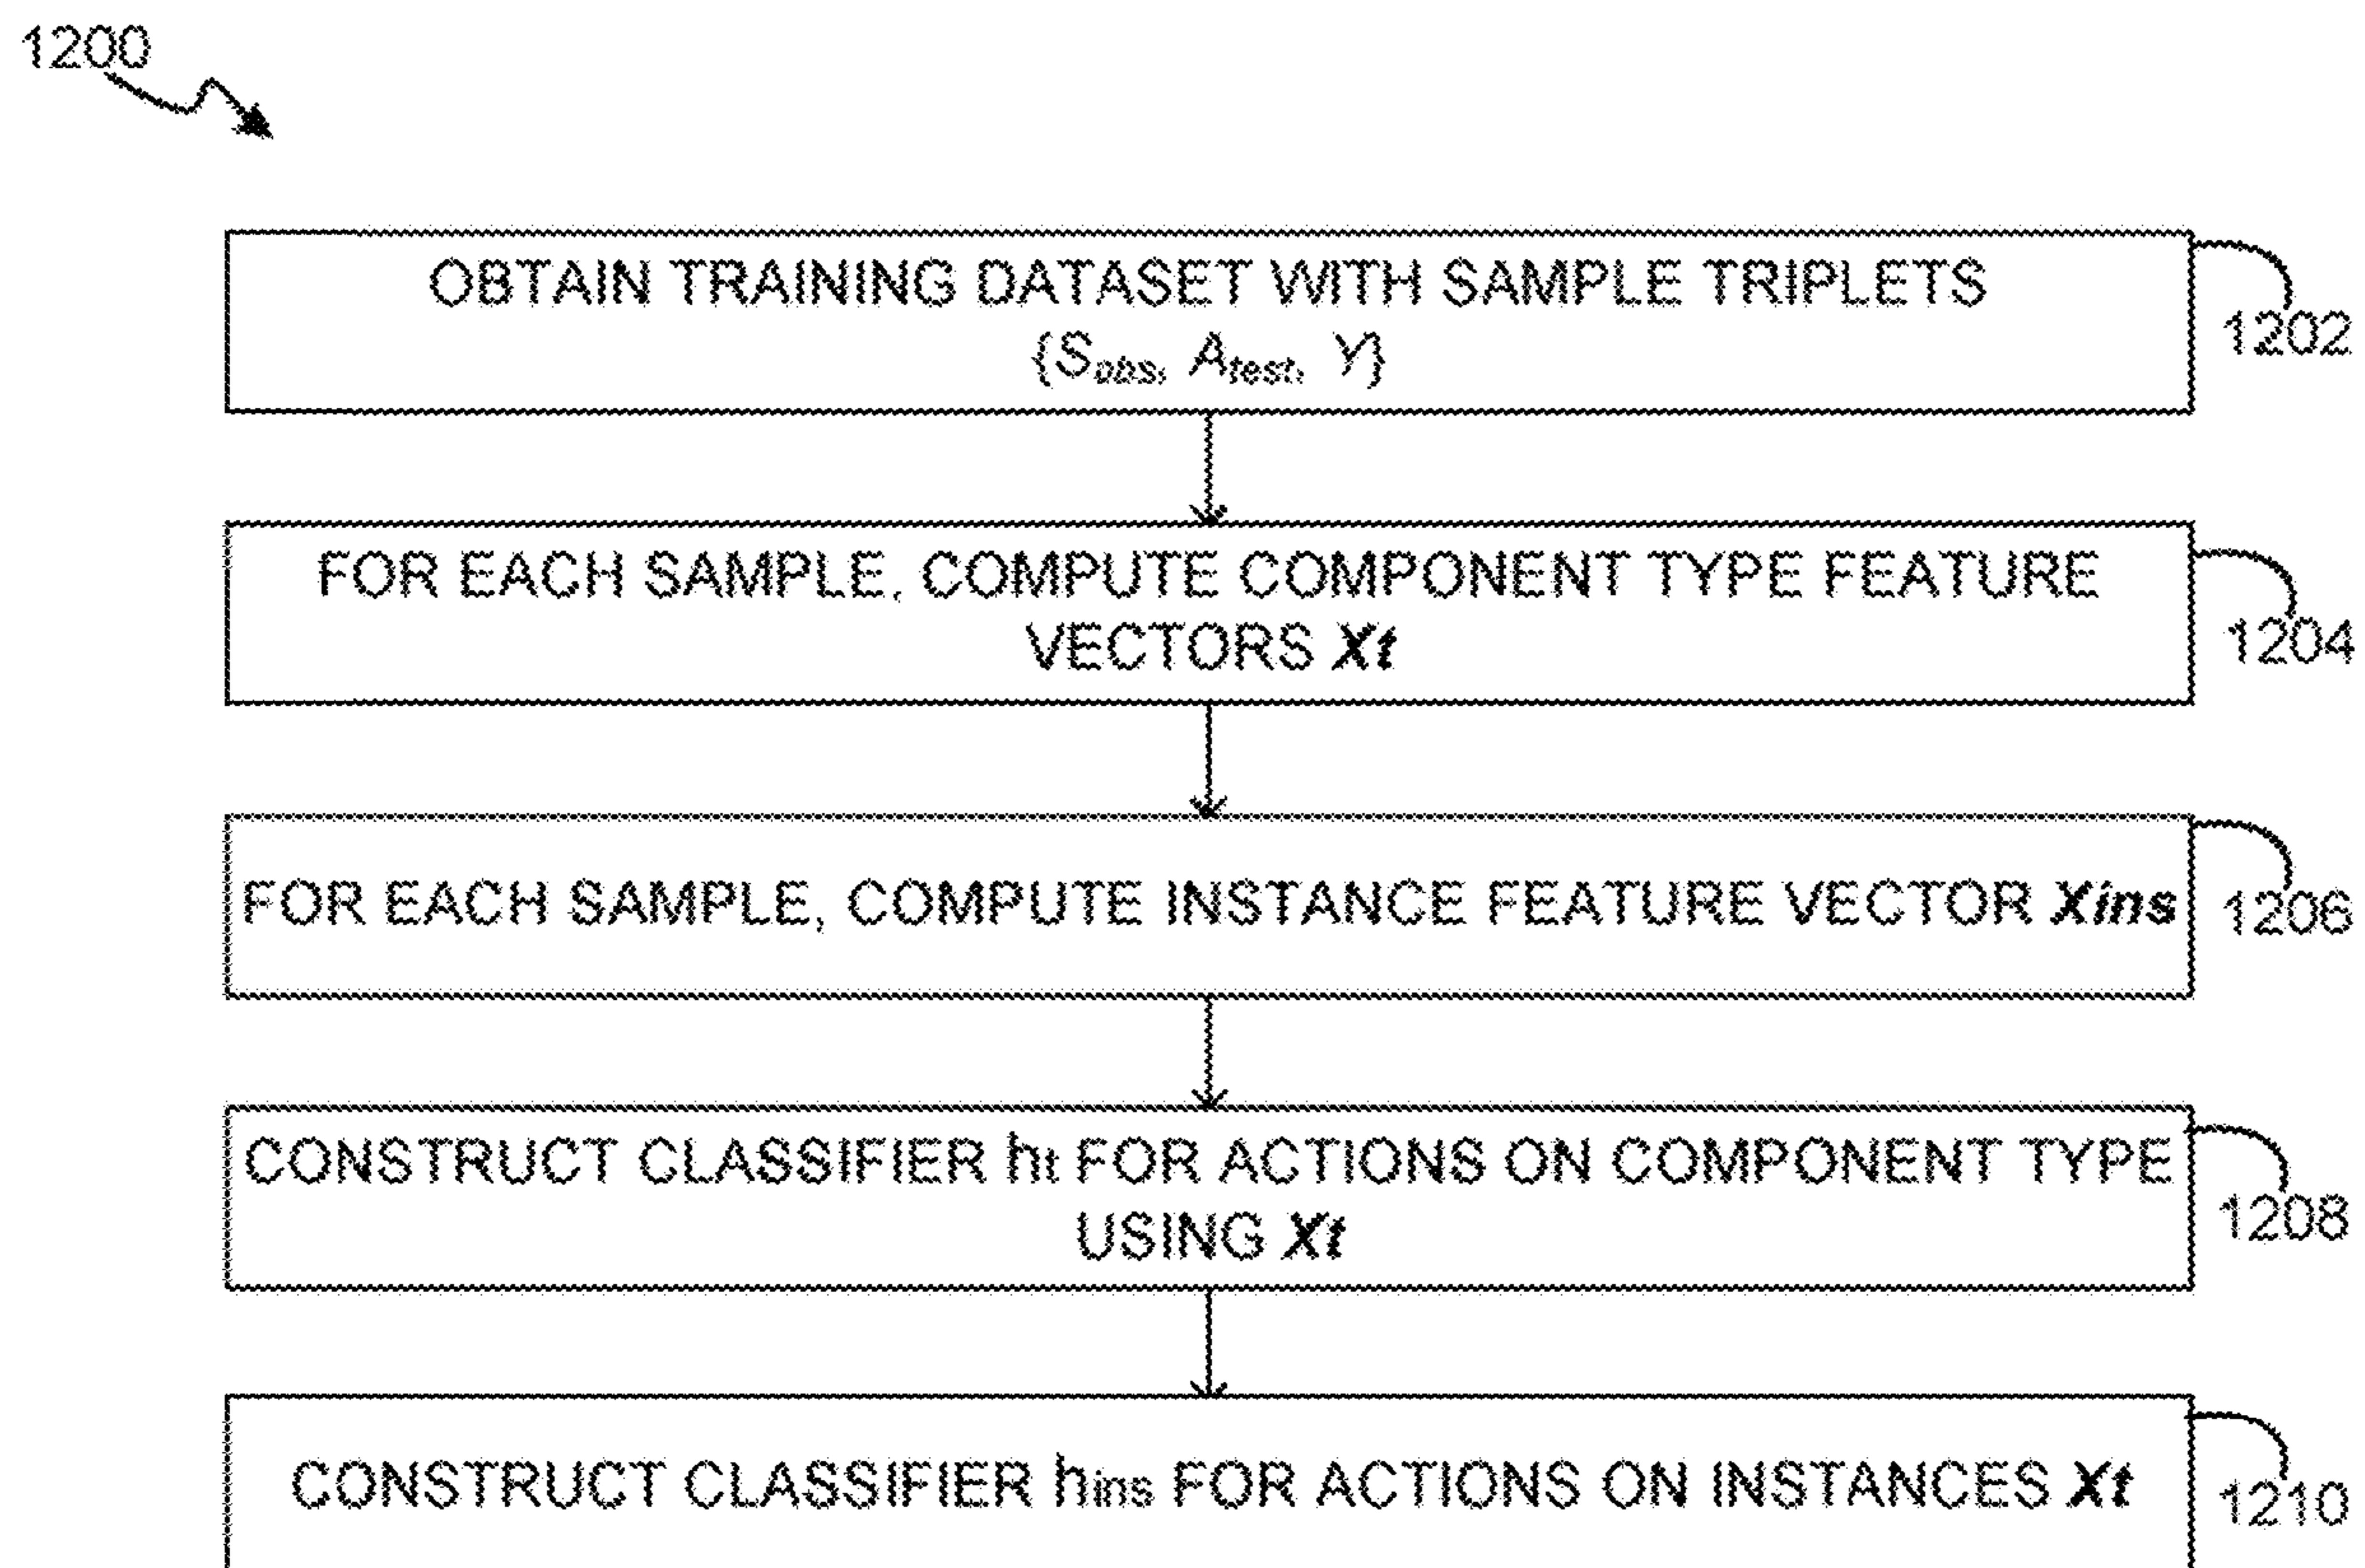 1200
OBTAIN TRAINING DATASET WITH SAMPLE TRIPLETS
{Sobs, Atest, Y}
1202
FOR EACH SAMPLE, COMPUTE COMPONENT TYPE FEATURE
VECTORS Xt
1204
FOR EACH SAMPLE, COMPUTE INSTANCE FEATURE VECTOR Xins
1206
CONSTRUCT CLASSIFIER ht FOR ACTIONS ON COMPONENT TYPE
USING Xt
1208
CONSTRUCT CLASSIFIER hins FOR ACTIONS ON INSTANCES Xt
1210